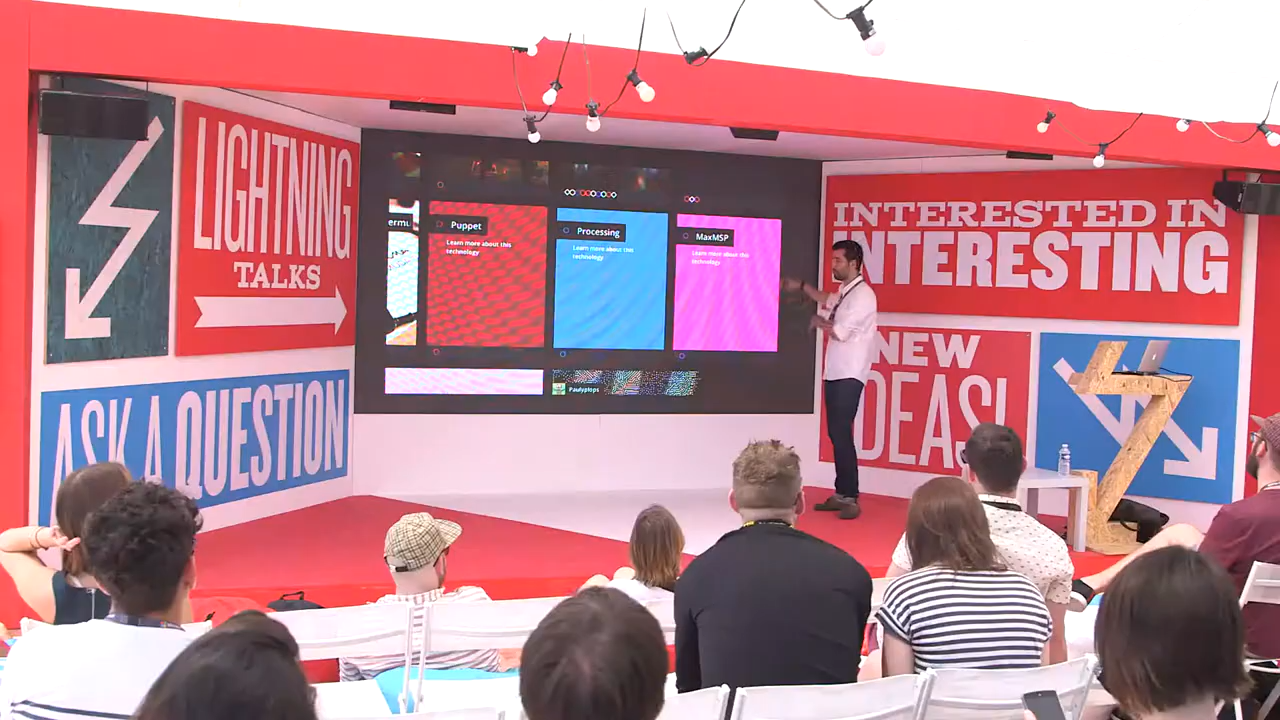 LIGHTNING
TALKS
ASK A QUESTION
Puppet
Learn more about this
technology
Processing
Learn more about this
technology
MaxMSP
Learn more about this
technology
Paulyplops
INTERESTED IN
INTERESTING
NEW
IDEAS!